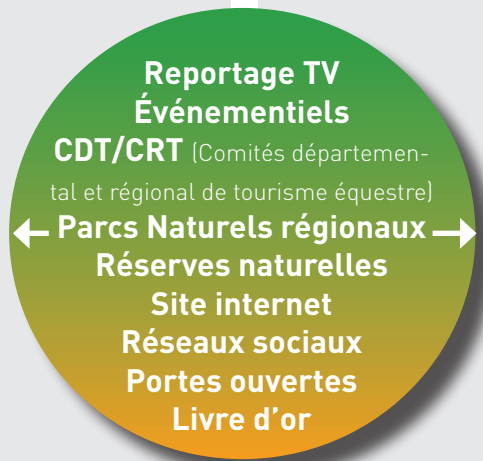 Reportage TV
Événementiels
CDT/CRT (Comités départemen-
tal et régional de tourisme équestre)
Parcs Naturels régionaux
Réserves naturelles
Site internet
Réseaux sociaux
Portes ouvertes
Livre d’or